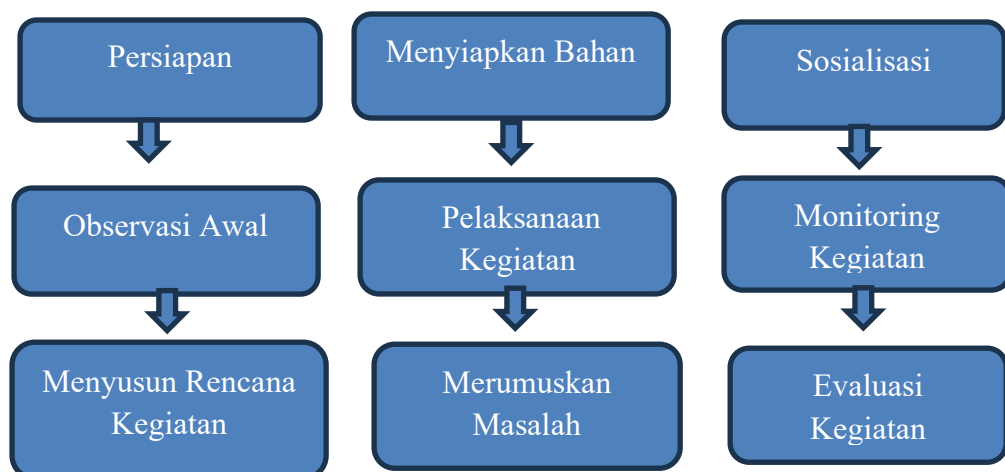 Persiapan
Observasi Awal
Menyusun Rencana
Kegiatan
Menyiapkan Bahan
Pelaksanaan
Kegiatan
Merumuskan
Masalah
Sosialisasi
Monitoring
Kegiatan
Evaluasi
Kegiatan